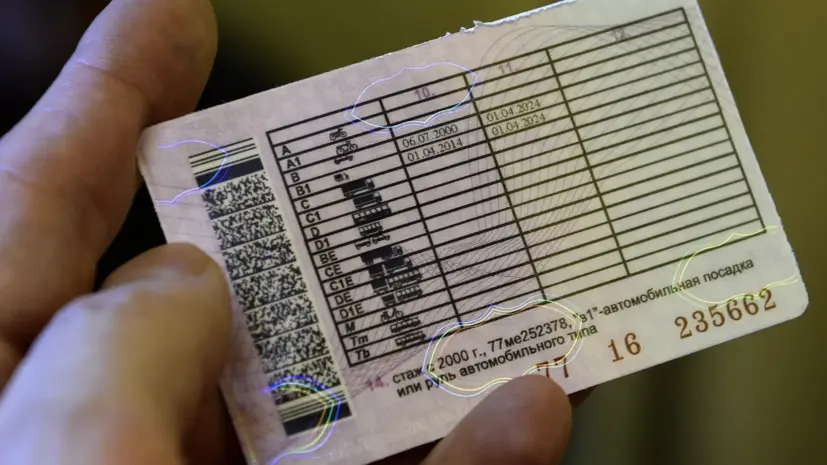 10. 11. 12.
A
A1
B 06.07.2000 01.04.2024
B1 01.04.2014 01.04.2024
C
C1
D
D1
BE
CE
C1E
DE
D1E
M
Tm
Tb
14. стаж с 2000 г., 77ме252378, "в1"-автомобильная посадка
или руль автомобильного типа
77 16 235662